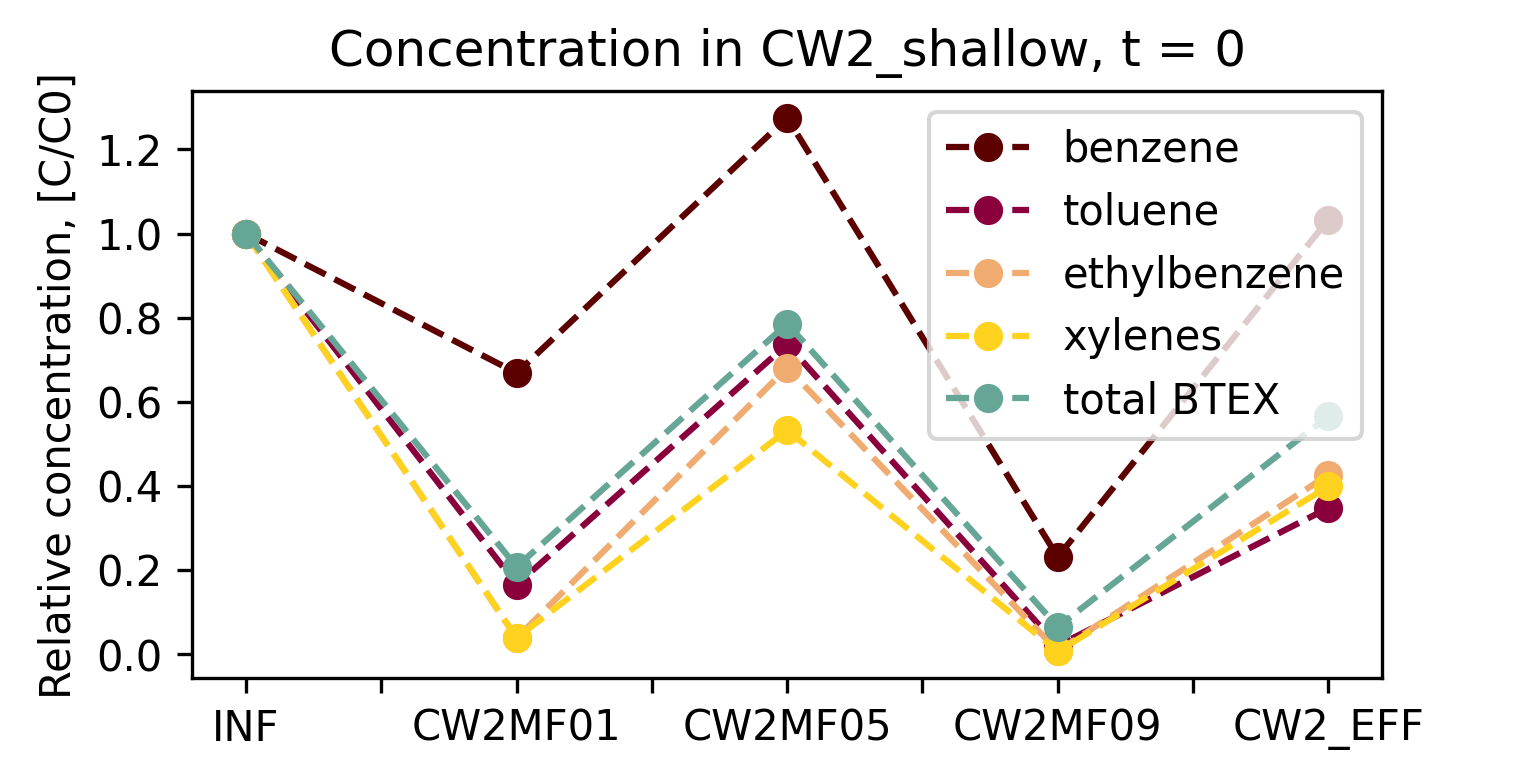 Concentration in CW2_shallow, t = 0
Relative concentration, [C/C0]
1.2
1.0
0.8
0.6
0.4
0.2
0.0
benzene
toluene
ethylbenzene
xylenes
total BTEX
INF CW2MF01 CW2MF05 CW2MF09 CW2_EFF